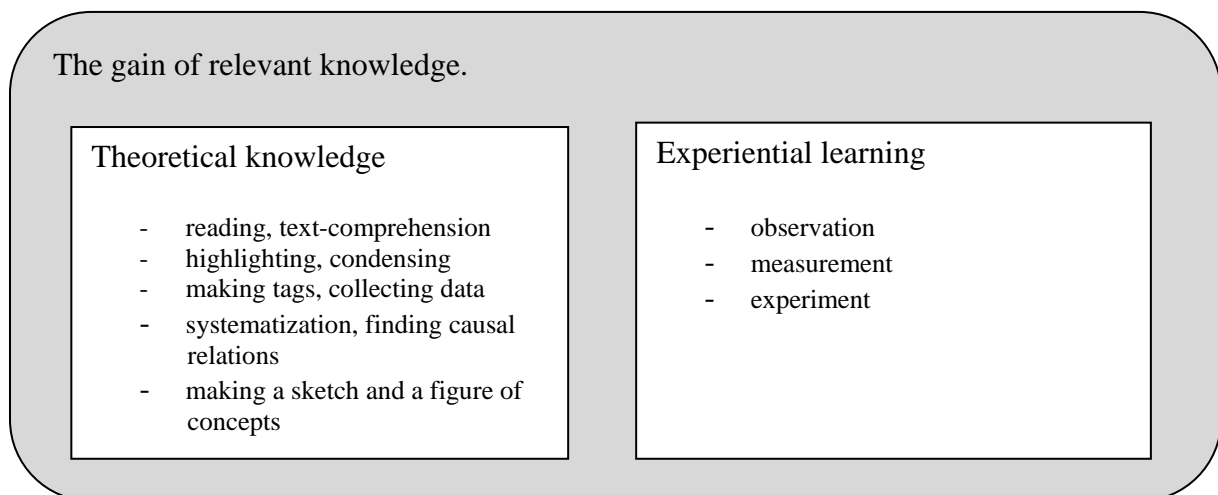 The gain of relevant knowledge.
Theoretical knowledge
- reading, text-comprehension
- highlighting, condensing
- making tags, collecting data
- systematization, finding causal
relations
- making a sketch and a figure of
concepts
Experiential learning
- observation
- measurement
- experiment